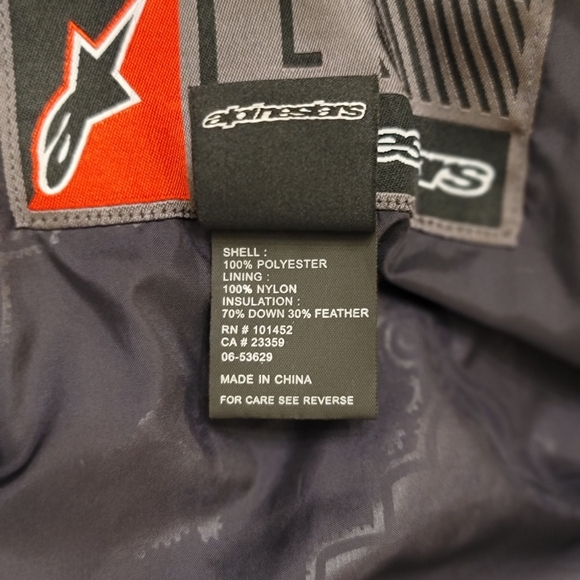 alpinestars
SHELL :
100% POLYESTER
LINING :
100% NYLON
INSULATION :
70% DOWN 30% FEATHER
RN # 101452
CA # 23359
06-53629
MADE IN CHINA
FOR CARE SEE REVERSE